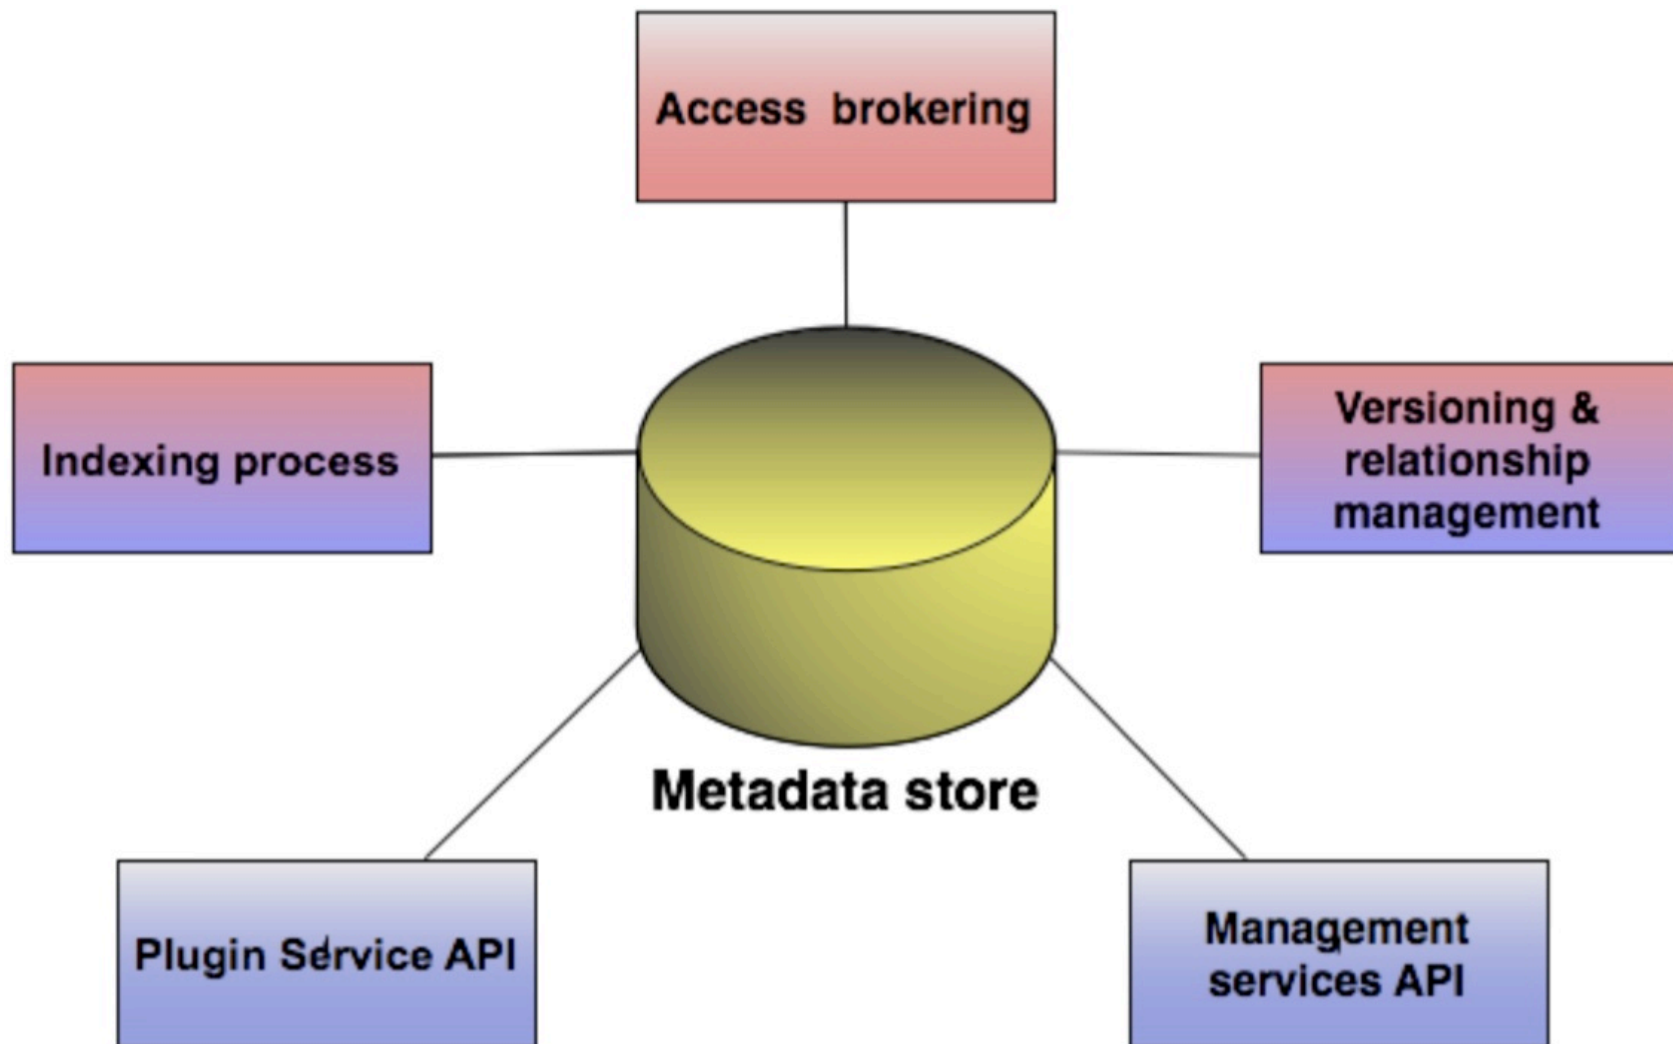 Access brokering
Indexing process
Versioning &
relationship
management
Metadata store
Plugin Service API
Management
services API